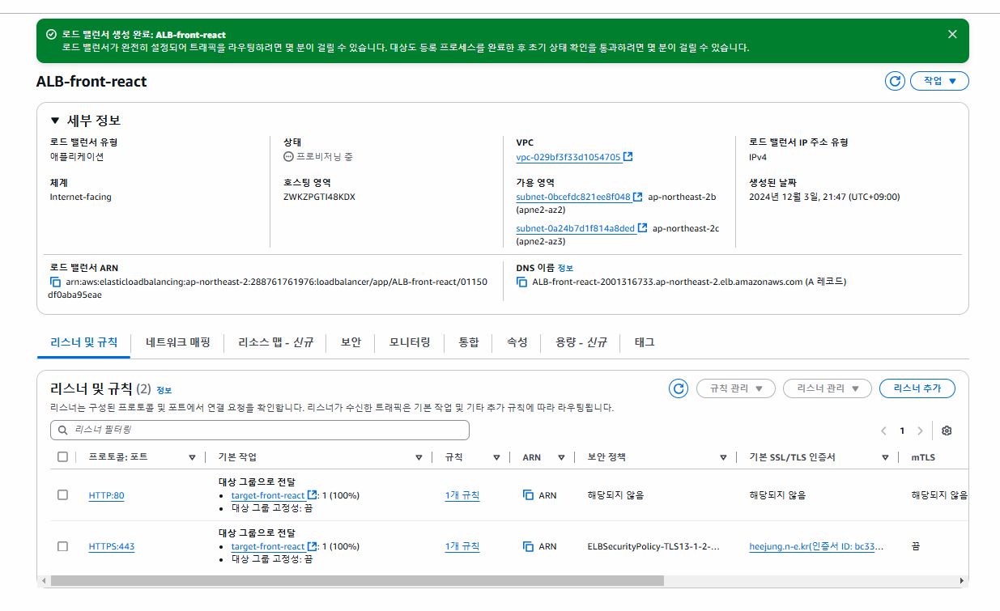 로드 밸런서 생성 완료: ALB-front-react
로드 밸런서가 완전히 설정되어 트래픽을 라우팅하려면 몇 분이 걸릴 수 있습니다. 대상도 등록 프로세스를 완료한 후 초기 상태 확인을 통과하려면 몇 분이 걸릴 수 있습니다.
ALB-front-react
작업
세부 정보
로드 밸런서 유형
애플리케이션
상태
프로비저닝 중
VPC
vpc-029bf3f33d1054705
로드 밸런서 IP 주소 유형
IPv4
체계
Internet-facing
호스팅 영역
ZWKZPGTI48KDX
가용 영역
subnet-0bcefdc821ee8f048 ap-northeast-2b
(apne2-az2)
subnet-0a24b7d1f814a8ded ap-northeast-2c
(apne2-az3)
생성된 날짜
2024년 12월 3일, 21:47 (UTC+09:00)
로드 밸런서 ARN
arn:aws:elasticloadbalancing:ap-northeast-2:288761761976:loadbalancer/app/ALB-front-react/01150
df0aba95eae
DNS 이름 정보
ALB-front-react-2001316733.ap-northeast-2.elb.amazonaws.com (A 레코드)
리스너 및 규칙 네트워크 매핑 리소스 맵 - 신규 보안 모니터링 통합 속성 용량 - 신규 태그
리스너 및 규칙 (2) 정보
규칙 관리 리스너 관리 리스너 추가
리스너는 구성된 프로토콜 및 포트에서 연결 요청을 확인합니다. 리스너가 수신한 트래픽은 기본 작업 및 기타 추가 규칙에 따라 라우팅됩니다.
리스너 필터링
1
프로토콜: 포트 기본 작업 규칙 ARN 보안 정책 기본 SSL/TLS 인증서 mTLS
HTTP:80
대상 그룹으로 전달
• target-front-react : 1 (100%)
• 대상 그룹 고정성: 끔
1개 규칙 ARN 해당되지 않음 해당되지 않음 해당되지 않음
HTTPS:443
대상 그룹으로 전달
• target-front-react : 1 (100%)
• 대상 그룹 고정성: 끔
1개 규칙 ARN ELBSecurityPolicy-TLS13-1-2-... heejung.n-e.kr(인증서 ID: bc33... 끔